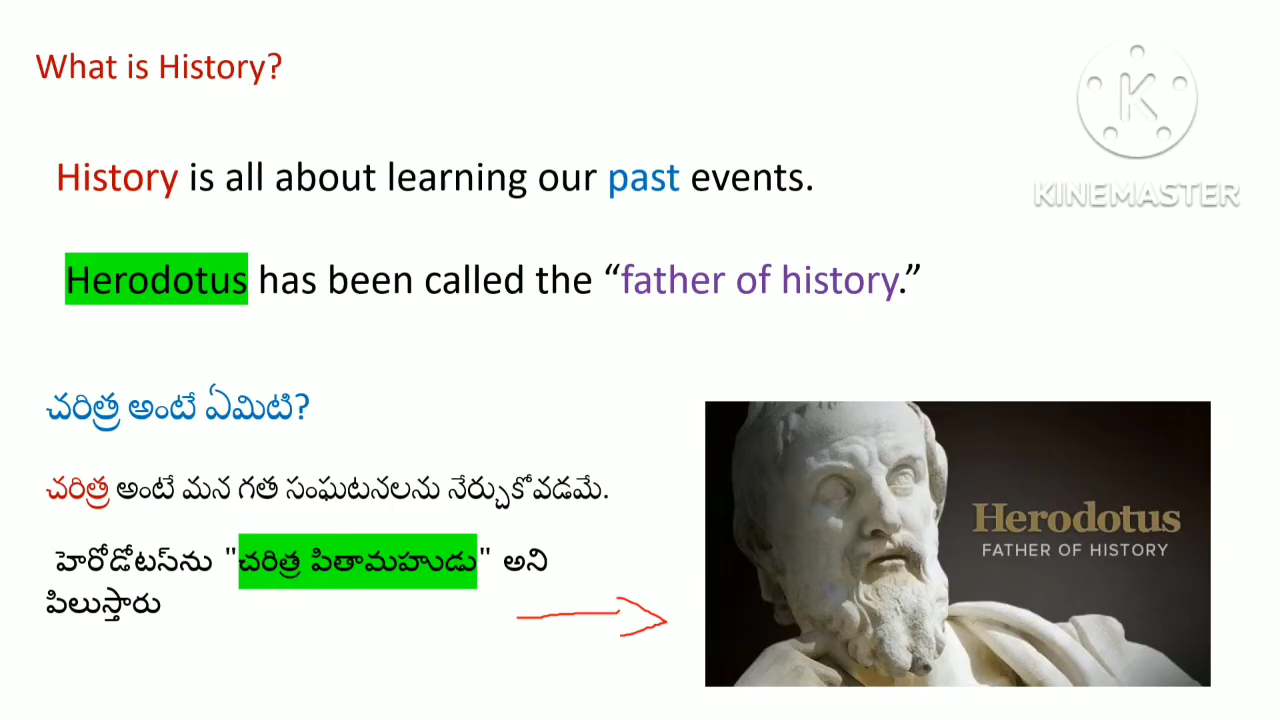 What is History?
K
KINEMASTER
History is all about learning our past events.
Herodotus has been called the “father of history.”
చరిత్ర అంటే ఏమిటి?
చరిత్ర అంటే మన గత సంఘటనలను నేర్చుకోవడమే.
హెరోడోటస్‌ను "చరిత్ర పితామహుడు" అని
పిలుస్తారు
Herodotus
FATHER OF HISTORY